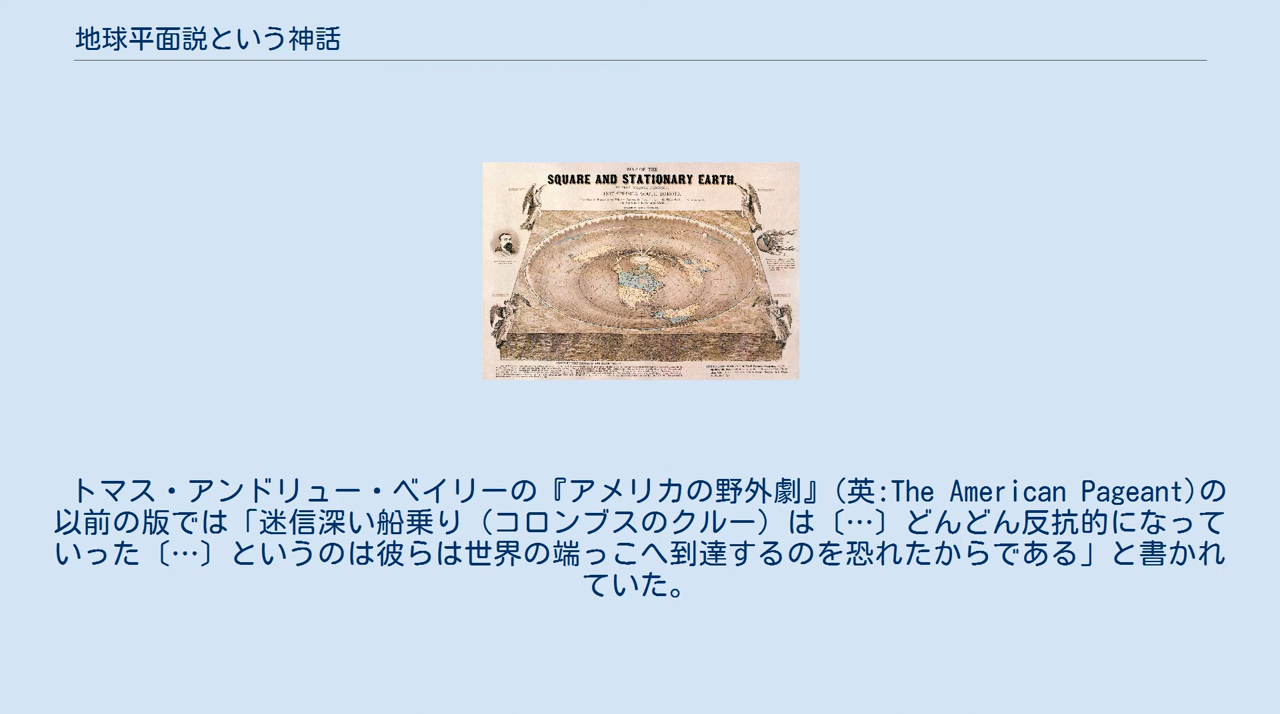 地球平面説という神話
MAP OF THE
SQUARE AND STATIONARY EARTH.
トマス・アンドリュー・ベイリーの『アメリカの野外劇』(英:The American Pageant)の
以前の版では「迷信深い船乗り（コロンブスのクルー）は〔…〕どんどん反抗的になって
いった〔…〕というのは彼らは世界の端っこへ到達するのを恐れたからである」と書かれ
ていた。